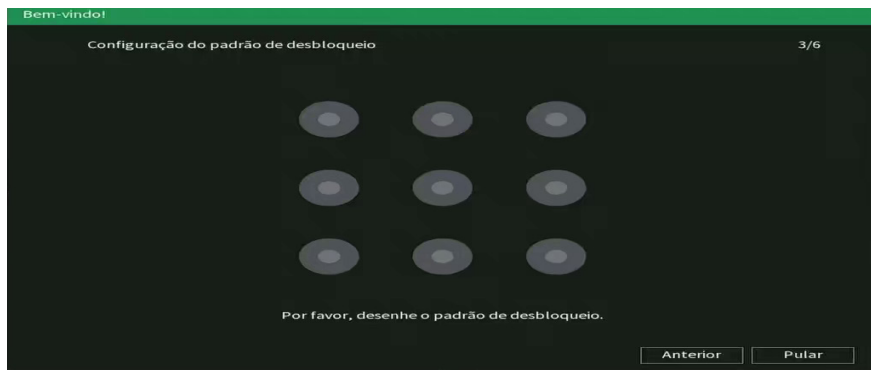 Bem-vindo!
Configuração do padrão de desbloqueio 3/6
Por favor, desenhe o padrão de desbloqueio.
Anterior Pular